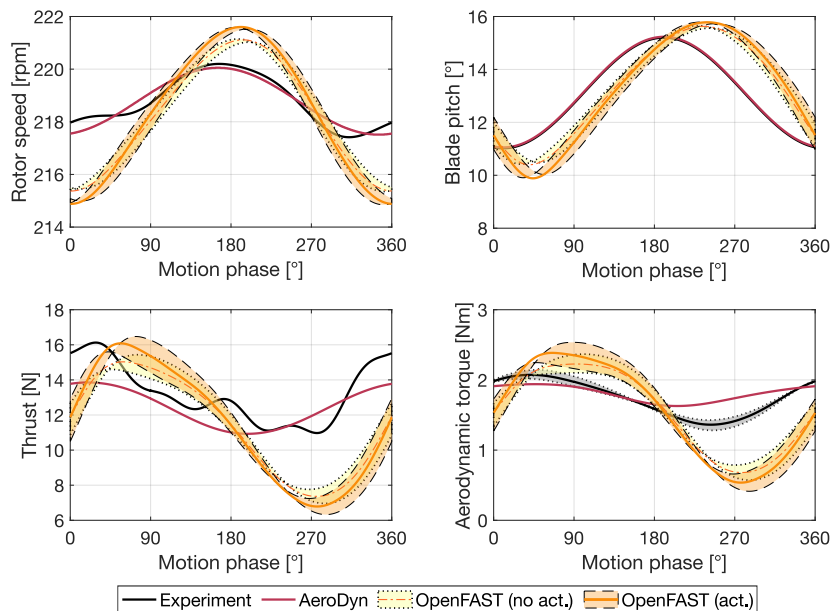 222
220
218
215
214
Rotor speed [rpm]
0 90 180 270 360
Motion phase [°]
16
14
12
10
8
Blade pitch [°]
0 90 180 270 360
Motion phase [°]
18
16
14
12
10
8
6
Thrust [N]
0 90 180 270 360
Motion phase [°]
3
2
1
0
Aerodynamic torque [Nm]
0 90 180 270 360
Motion phase [°]
Experiment AeroDyn OpenFAST (no act.) OpenFAST (act.)